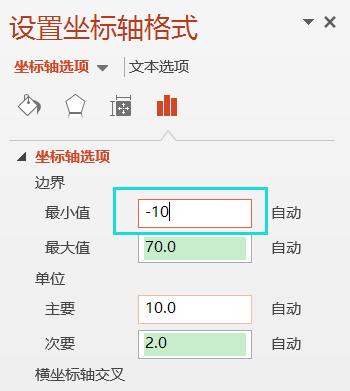 设置坐标轴格式
坐标轴选项 文本选项
坐标轴选项
边界
最小值 -10 自动
最大值 70.0 自动
单位
主要 10.0 自动
次要 2.0 自动
横坐标轴交叉